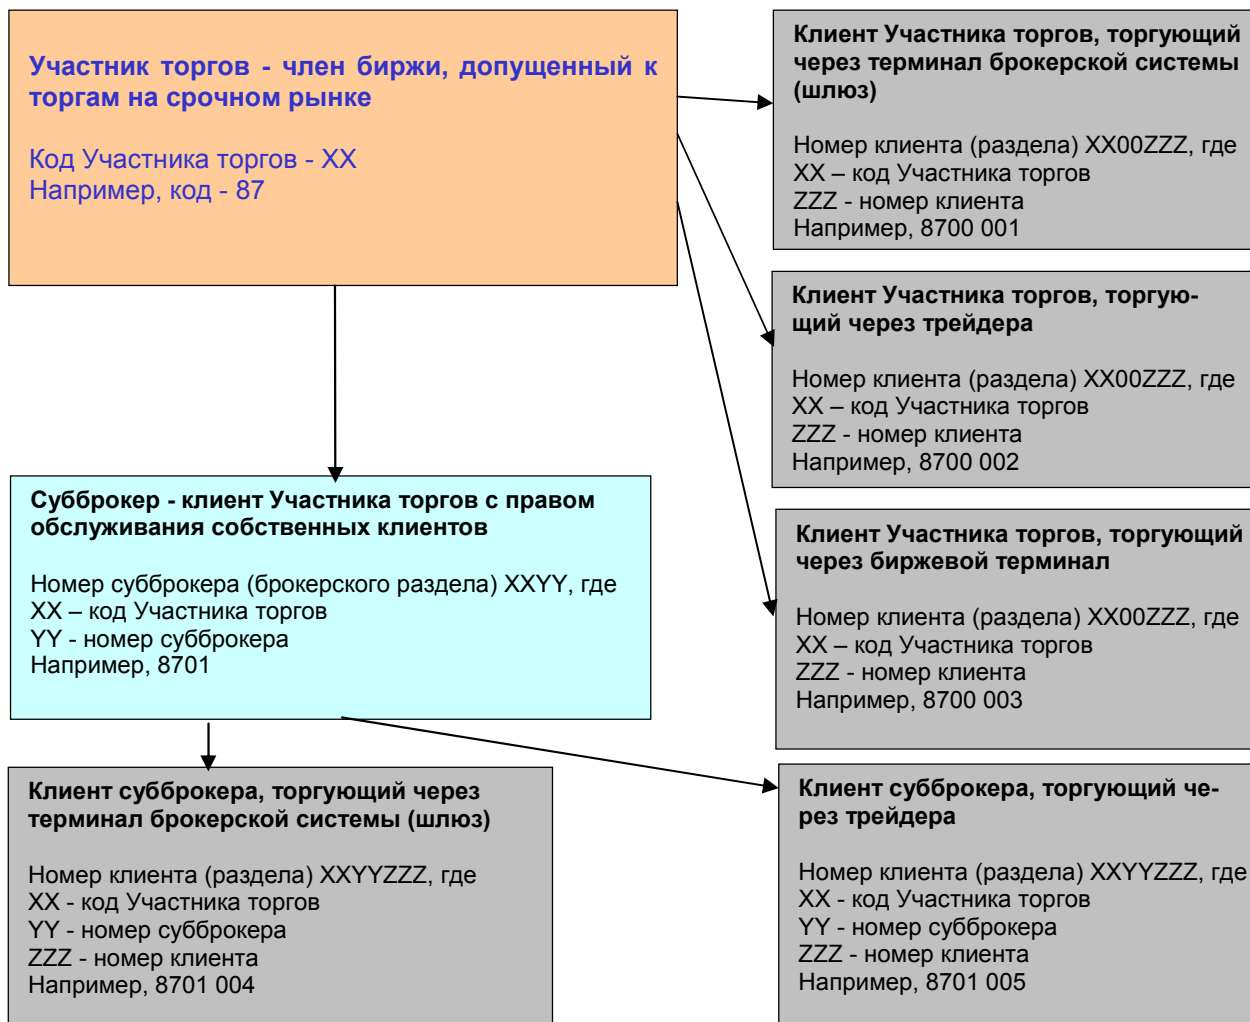 Участник торгов - член биржи, допущенный к
торгам на срочном рынке
Код Участника торгов - XX
Например, код - 87
Клиент Участника торгов, торгующий
через терминал брокерской системы
(шлюз)
Номер клиента (раздела) XX00ZZZ, где
XX – код Участника торгов
ZZZ - номер клиента
Например, 8700 001
Клиент Участника торгов, торгую-
щий через трейдера
Номер клиента (раздела) XX00ZZZ, где
XX – код Участника торгов
ZZZ - номер клиента
Например, 8700 002
Субброкер - клиент Участника торгов с правом
обслуживания собственных клиентов
Номер субброкера (брокерского раздела) XXYY, где
XX – код Участника торгов
YY - номер субброкера
Например, 8701
Клиент Участника торгов, торгующий
через биржевой терминал
Номер клиента (раздела) XX00ZZZ, где
XX – код Участника торгов
ZZZ - номер клиента
Например, 8700 003
Клиент субброкера, торгующий через
терминал брокерской системы (шлюз)
Номер клиента (раздела) XXYYZZZ, где
XX - код Участника торгов
YY - номер субброкера
ZZZ - номер клиента
Например, 8701 004
Клиент субброкера, торгующий че-
рез трейдера
Номер клиента (раздела) XXYYZZZ, где
XX - код Участника торгов
YY - номер субброкера
ZZZ - номер клиента
Например, 8701 005